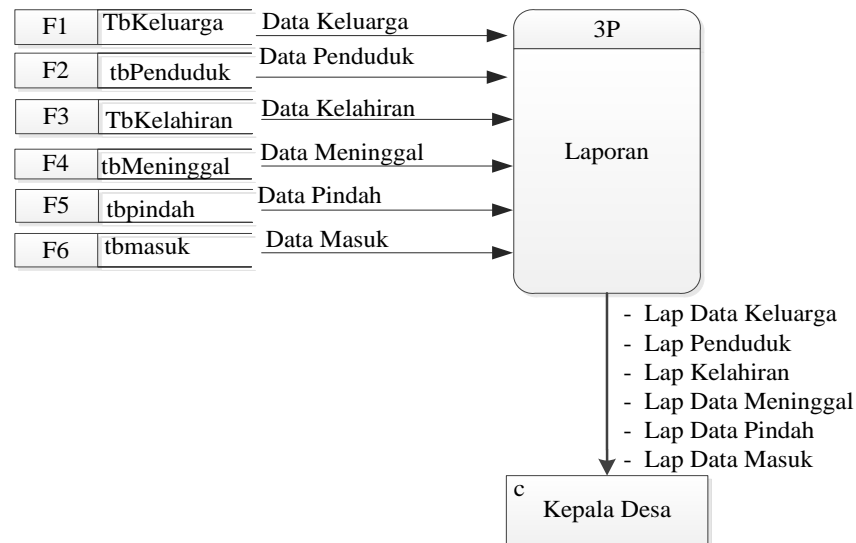 F1 TbKeluarga Data Keluarga
F2 tbPenduduk Data Penduduk
F3 TbKelahiran Data Kelahiran
F4 tbMeninggal Data Meninggal
F5 tbpindah Data Pindah
F6 tbmasuk Data Masuk
3P
Laporan
- Lap Data Keluarga
- Lap Penduduk
- Lap Kelahiran
- Lap Data Meninggal
- Lap Data Pindah
- Lap Data Masuk
c
Kepala Desa